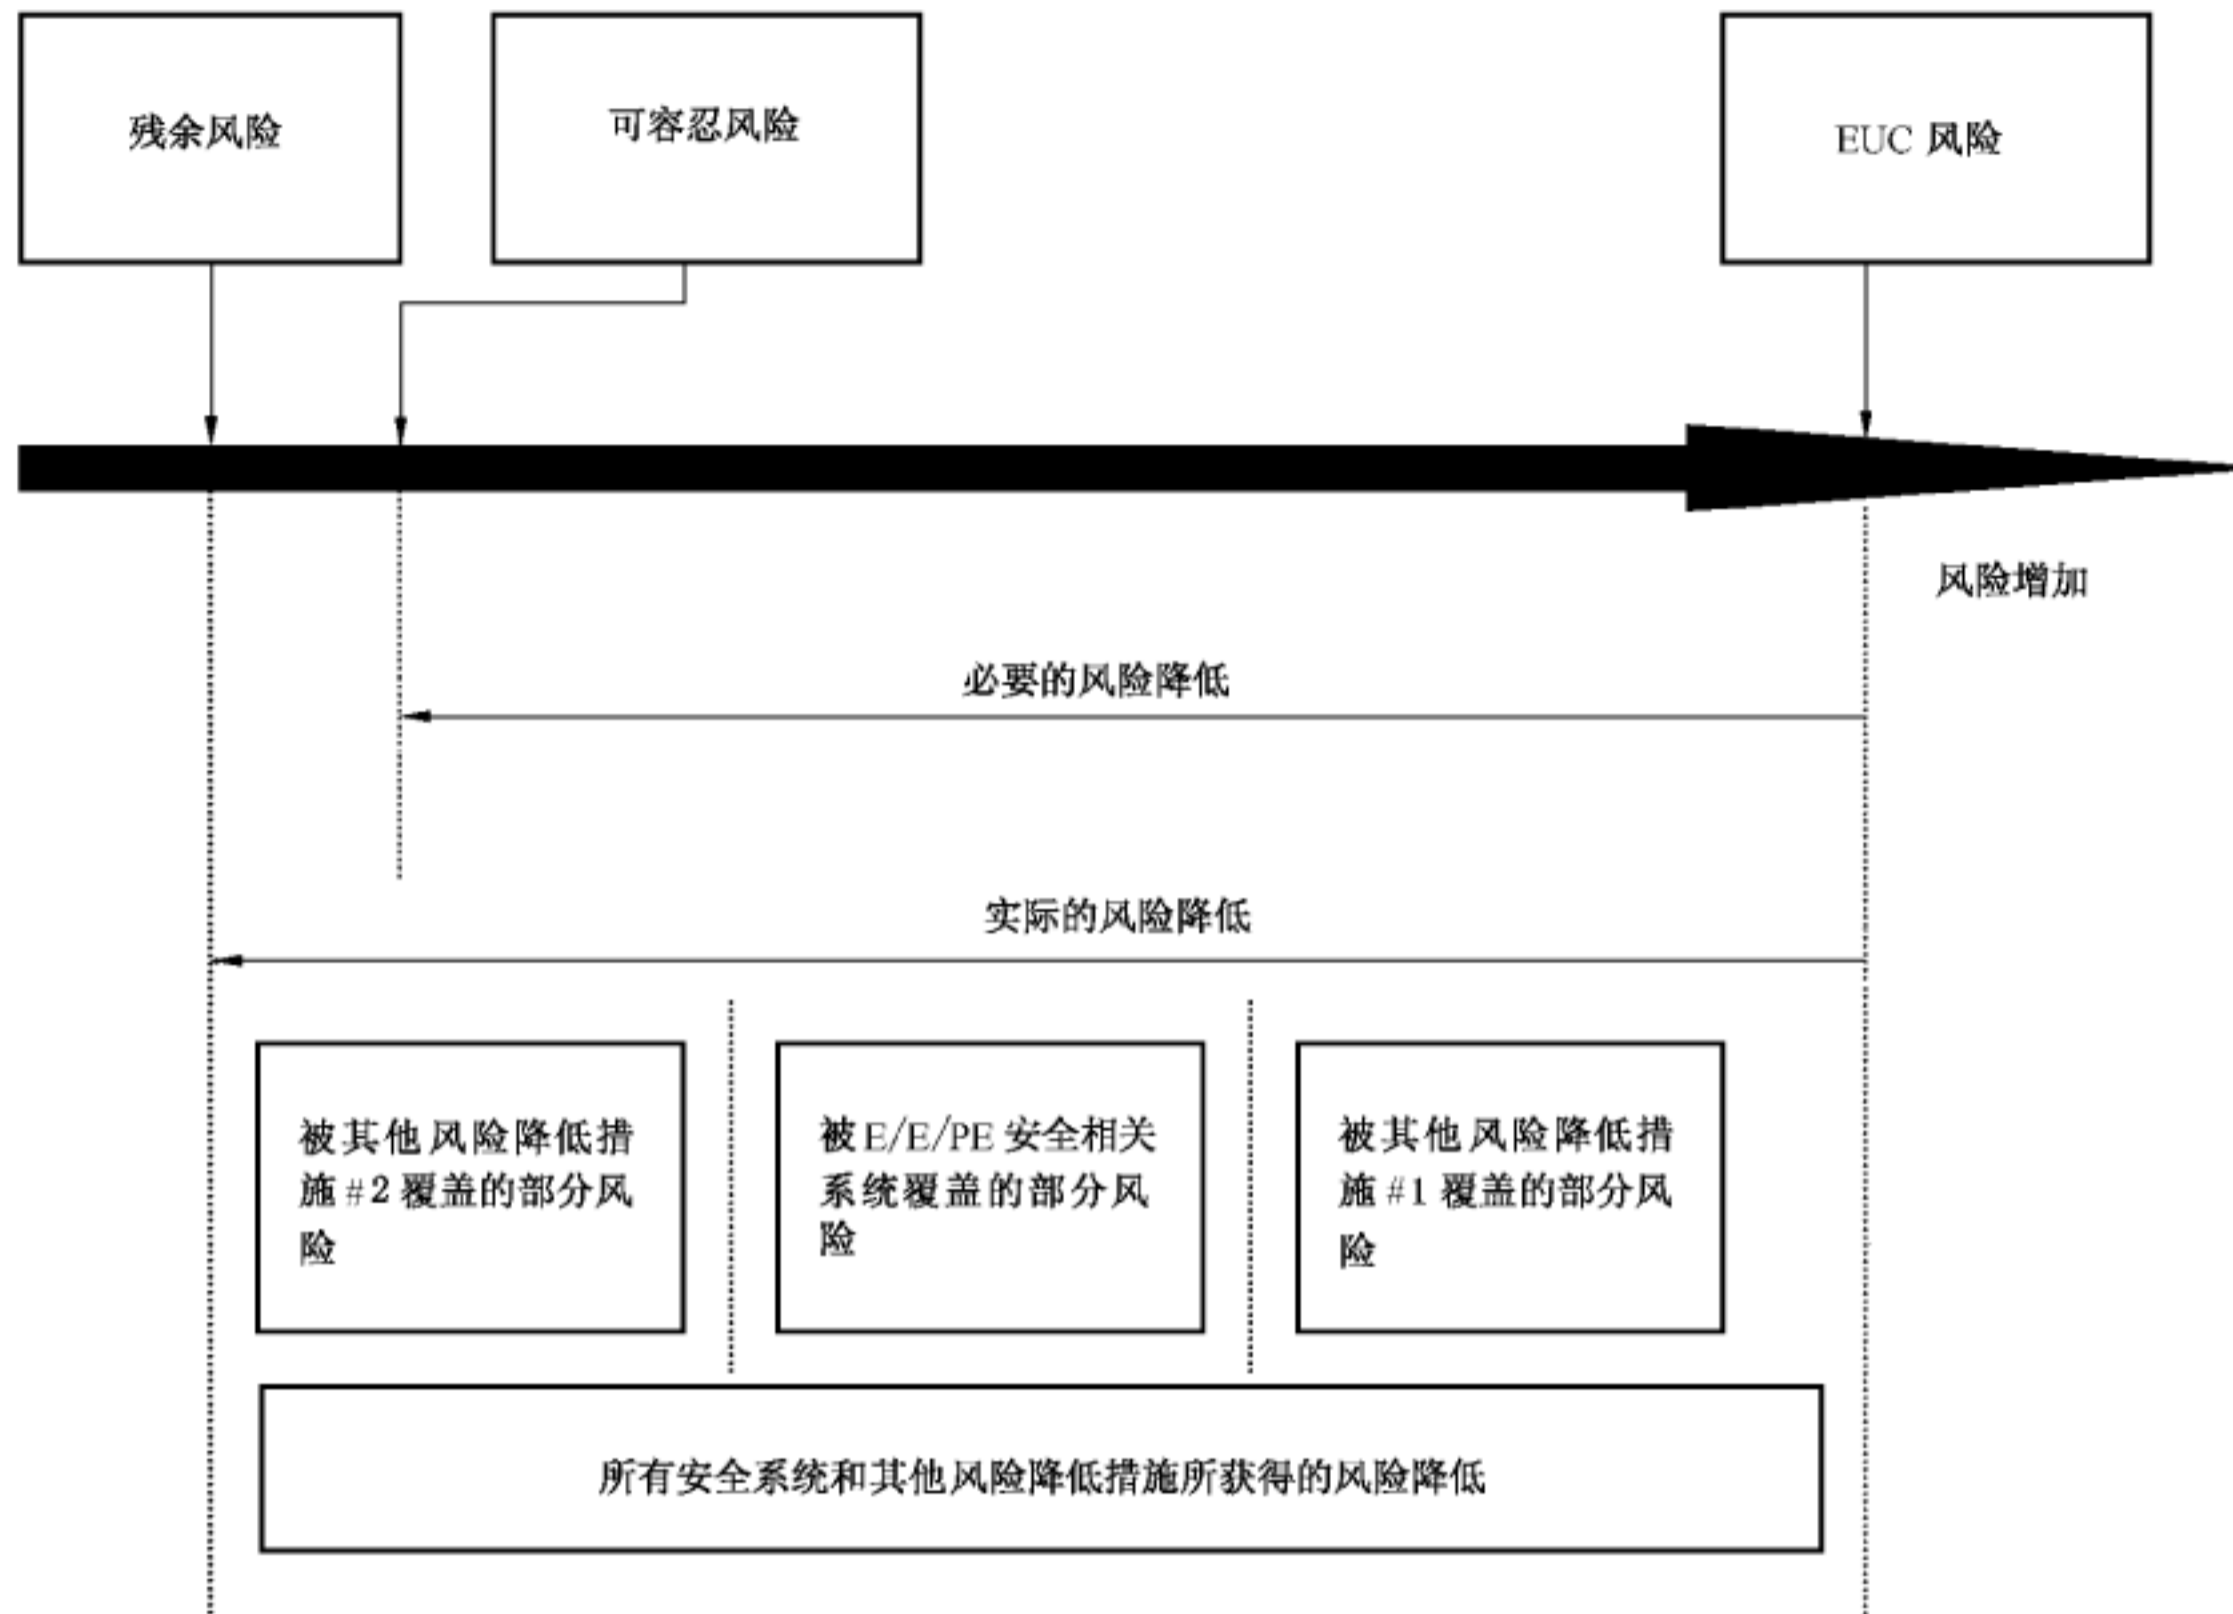 残余风险
可容忍风险
EUC 风险
风险增加
必要的风险降低
实际的风险降低
被其他风险降低措
施#2覆盖的部分风
险
被E/E/PE安全相关
系统覆盖的部分风
险
被其他风险降低措
施#1覆盖的部分风
险
所有安全系统和其他风险降低措施所获得的风险降低